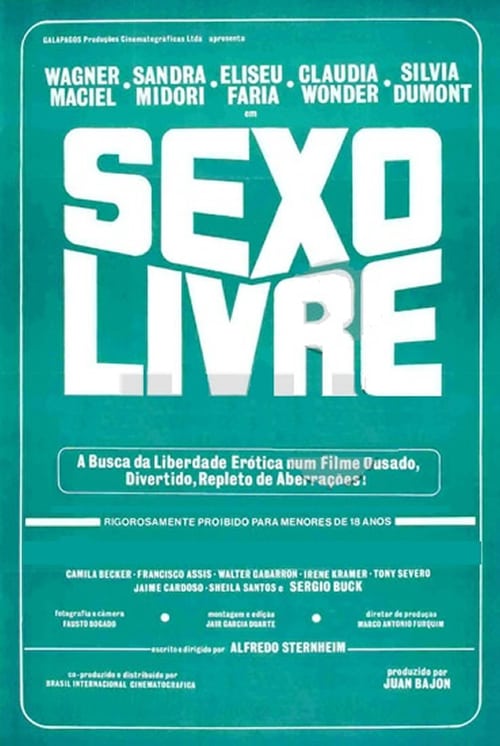 GALAPAGOS Produções Cinematográficas Ltda apresenta
WAGNER MACIEL • SANDRA MIDORI • ELISEU FARIA • CLAUDIA WONDER • SILVIA DUMONT
em
SEXO
LIVRE
A Busca da Liberdade Erótica num Filme Ousado,
Divertido, Repleto de Aberrações!
RIGOROSAMENTE PROIBIDO PARA MENORES DE 18 ANOS
CAMILA BECKER · FRANCISCO ASSIS · WALTER GABARRON · IRENE KRAMER · TONY SEVERO
JAIME CARDOSO · SHEILA SANTOS e SERGIO BUCK
fotografia e câmera
FAUSTO BOGADO
montagem e edição
JAIR GARCIA DUARTE
diretor de produção
MARCO ANTONIO FURQUIM
escrito e dirigido por ALFREDO STERNHEIM
co-produzido e distribuido por
BRASIL INTERNACIONAL CINEMATOGRAFICA
produzido por
JUAN BAJON